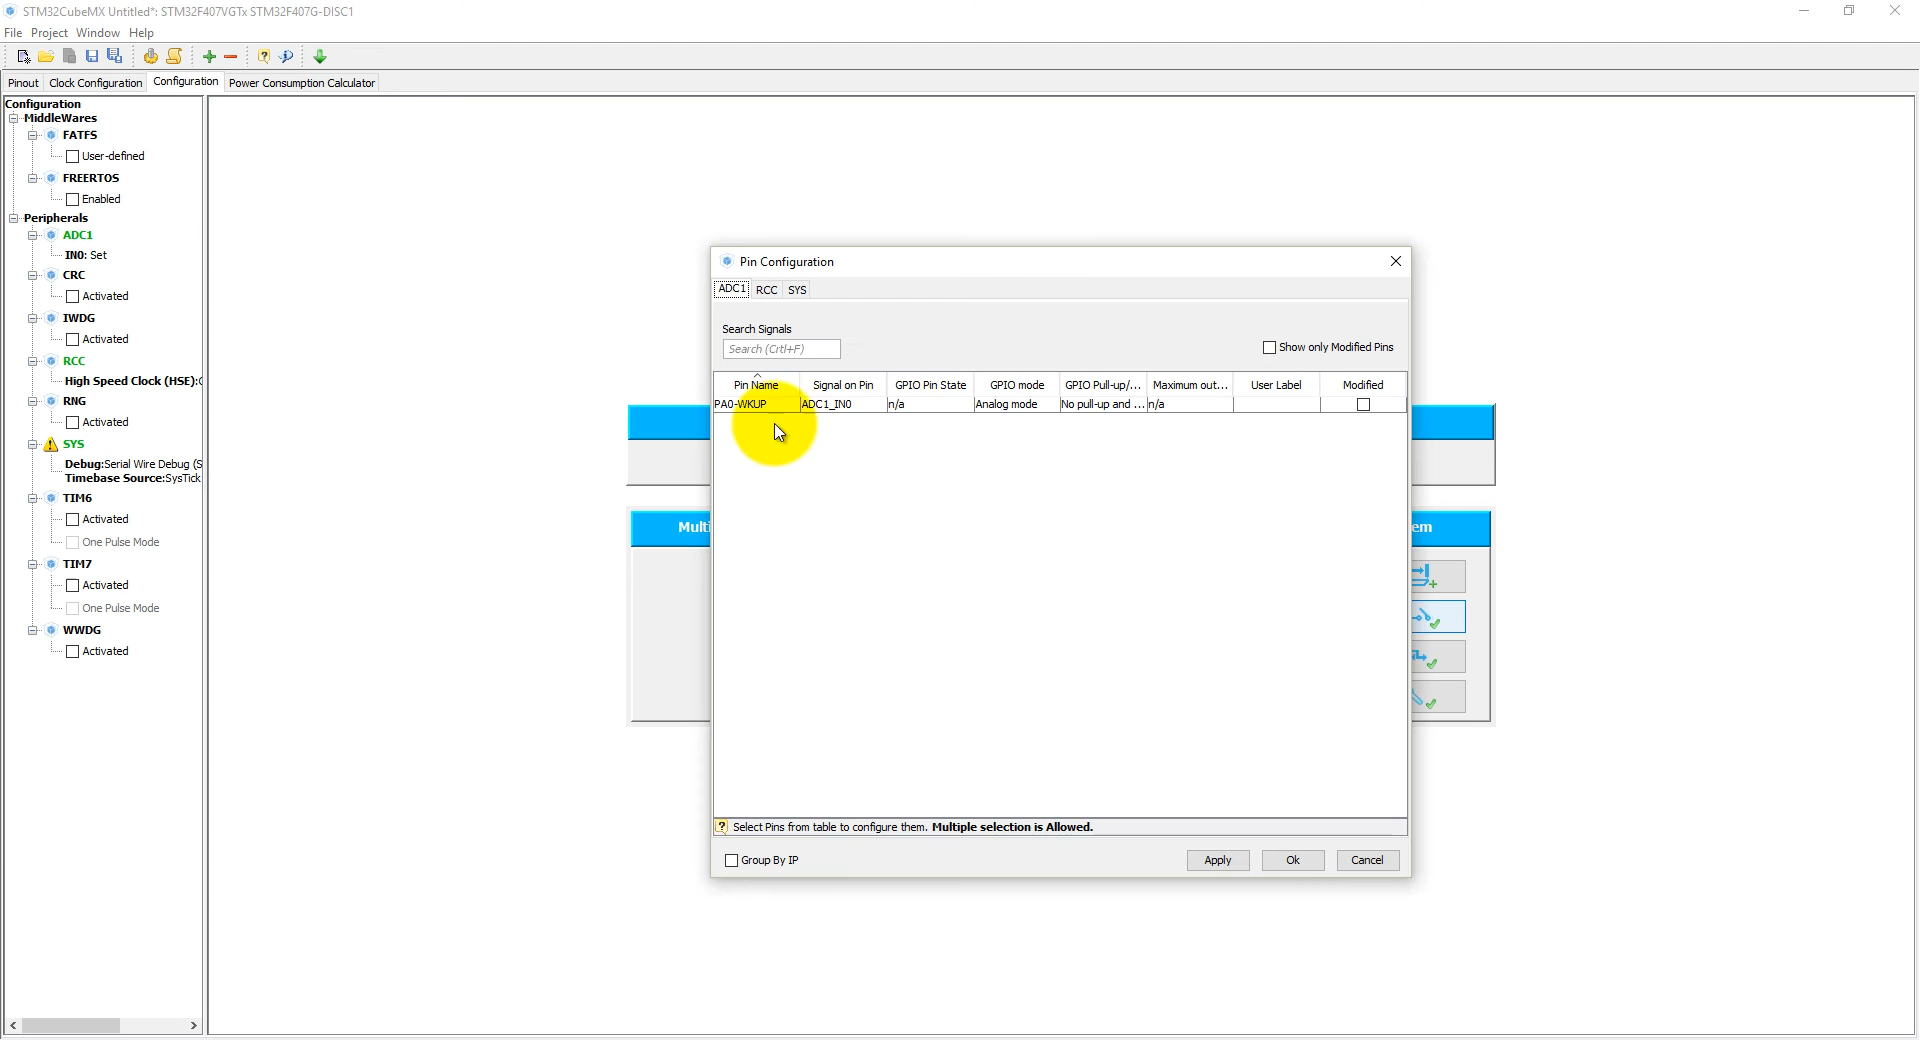 STM32CubeMX Untitled*: STM32F407VGTx STM32F407G-DISC1
File Project Window Help
Pinout Clock Configuration Configuration Power Consumption Calculator
Configuration
MiddleWares
FATFS
User-defined
FREERTOS
Enabled
Peripherals
ADC1
IN0: Set
CRC
Activated
IWDG
Activated
RCC
High Speed Clock (HSE):C
RNG
Activated
SYS
Debug:Serial Wire Debug (S
Timebase Source:SysTick
TIM6
Activated
One Pulse Mode
TIM7
Activated
One Pulse Mode
WWDG
Activated
Multi
em
Pin Configuration
ADC1 RCC SYS
Search Signals
Search (Crtl+F)
Show only Modified Pins
Pin Name Signal on Pin GPIO Pin State GPIO mode GPIO Pull-up/... Maximum out... User Label Modified
PA0-WKUP ADC1_IN0 n/a Analog mode No pull-up and ... n/a
? Select Pins from table to configure them. Multiple selection is Allowed.
Group By IP Apply Ok Cancel